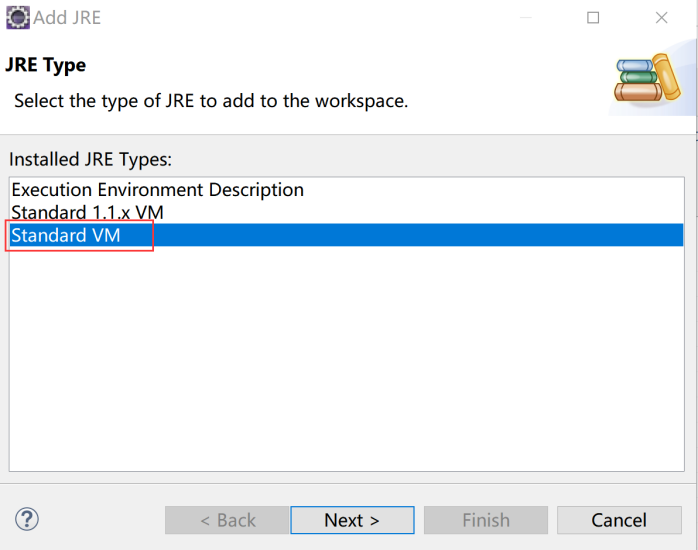 Add JRE
JRE Type
Select the type of JRE to add to the workspace.
Installed JRE Types:
Execution Environment Description
Standard 1.1.x VM
Standard VM
?
< Back
Next >
Finish
Cancel